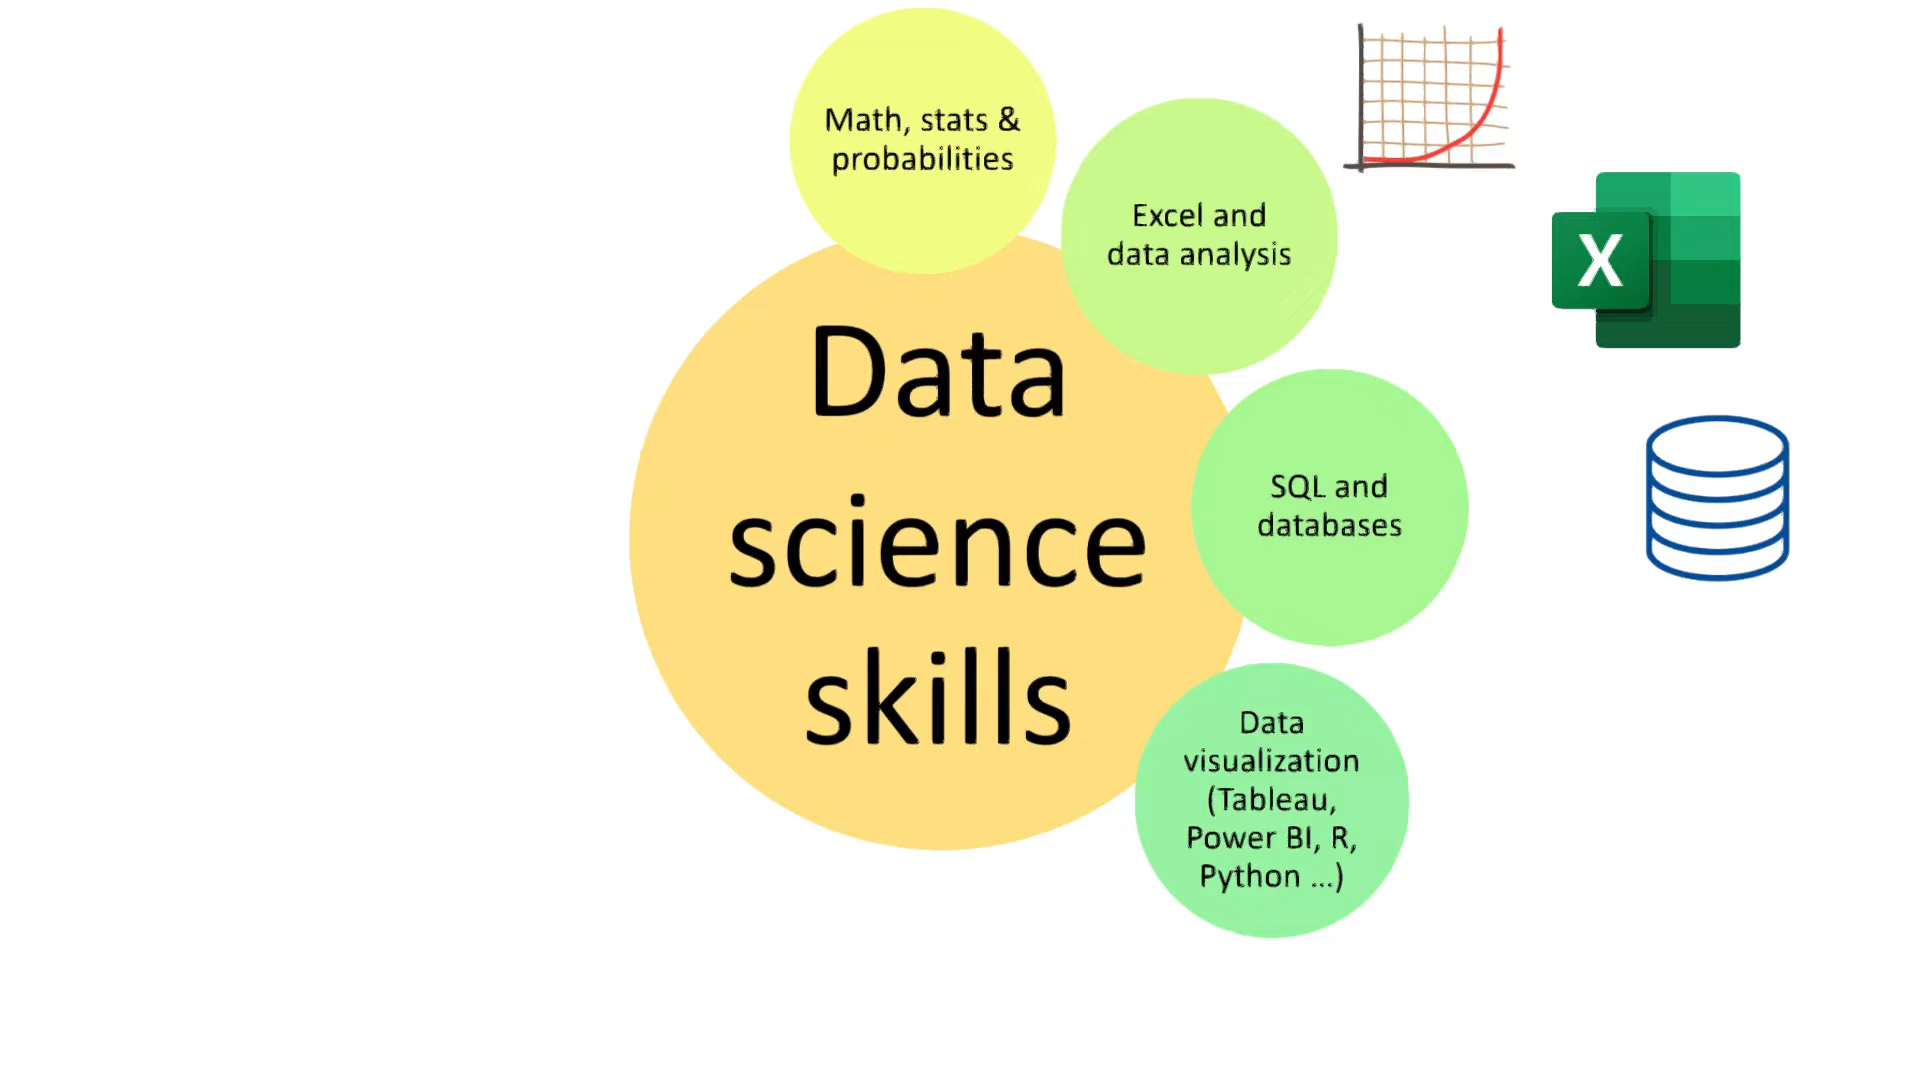 Math, stats &
probabilities
Excel and
data analysis
X
Data
science
skills
SQL and
databases
Data
visualization
(Tableau,
Power BI, R,
Python ...)